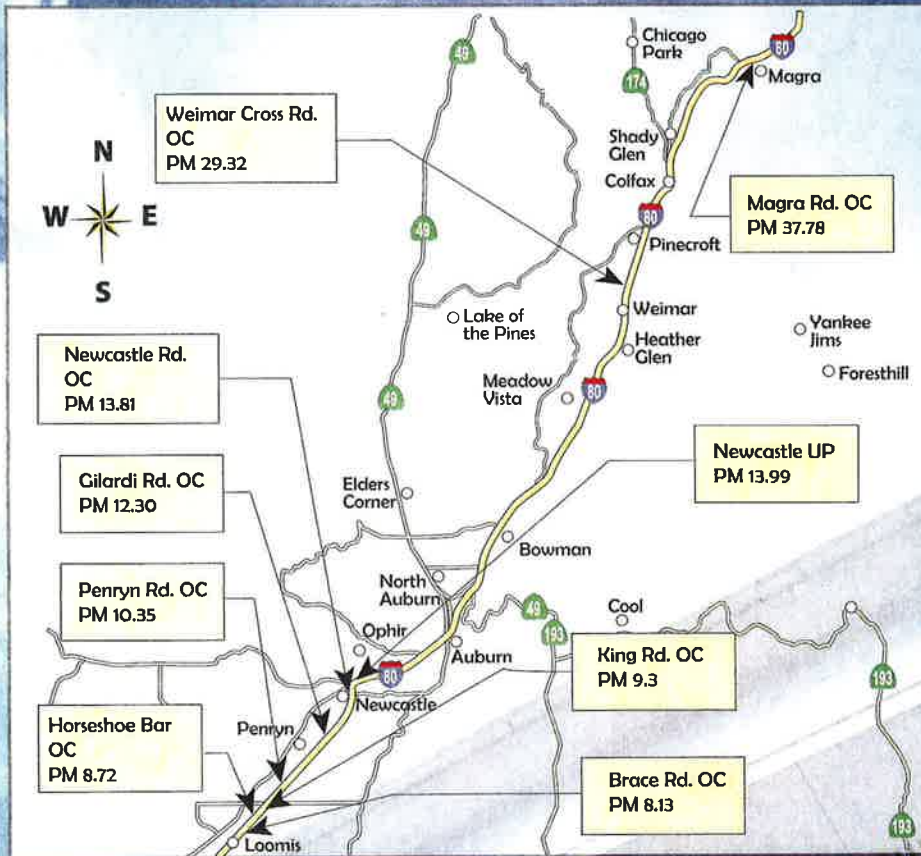 49
Chicago
Park
80
Magra
174
Weimar Cross Rd.
OC
PM 29.32
Shady
Glen
N
W E
S
Colfax
Magra Rd. OC
PM 37.78
80
49
Pinecroft
Lake of
the Pines
Weimar
Yankee
Jims
Heather
Glen
Foresthill
Newcastle Rd.
OC
PM 13.81
Meadow
Vista
80
49
Newcastle UP
PM 13.99
Gilardi Rd. OC
PM 12.30
Elders
Corner
Bowman
North
Auburn
Penryn Rd. OC
PM 10.35
49
193
Cool
Ophir
Auburn
King Rd. OC
PM 9.3
80
193
Newcastle
Horseshoe Bar
OC
PM 8.72
Penryn
Brace Rd. OC
PM 8.13
193
Loomis